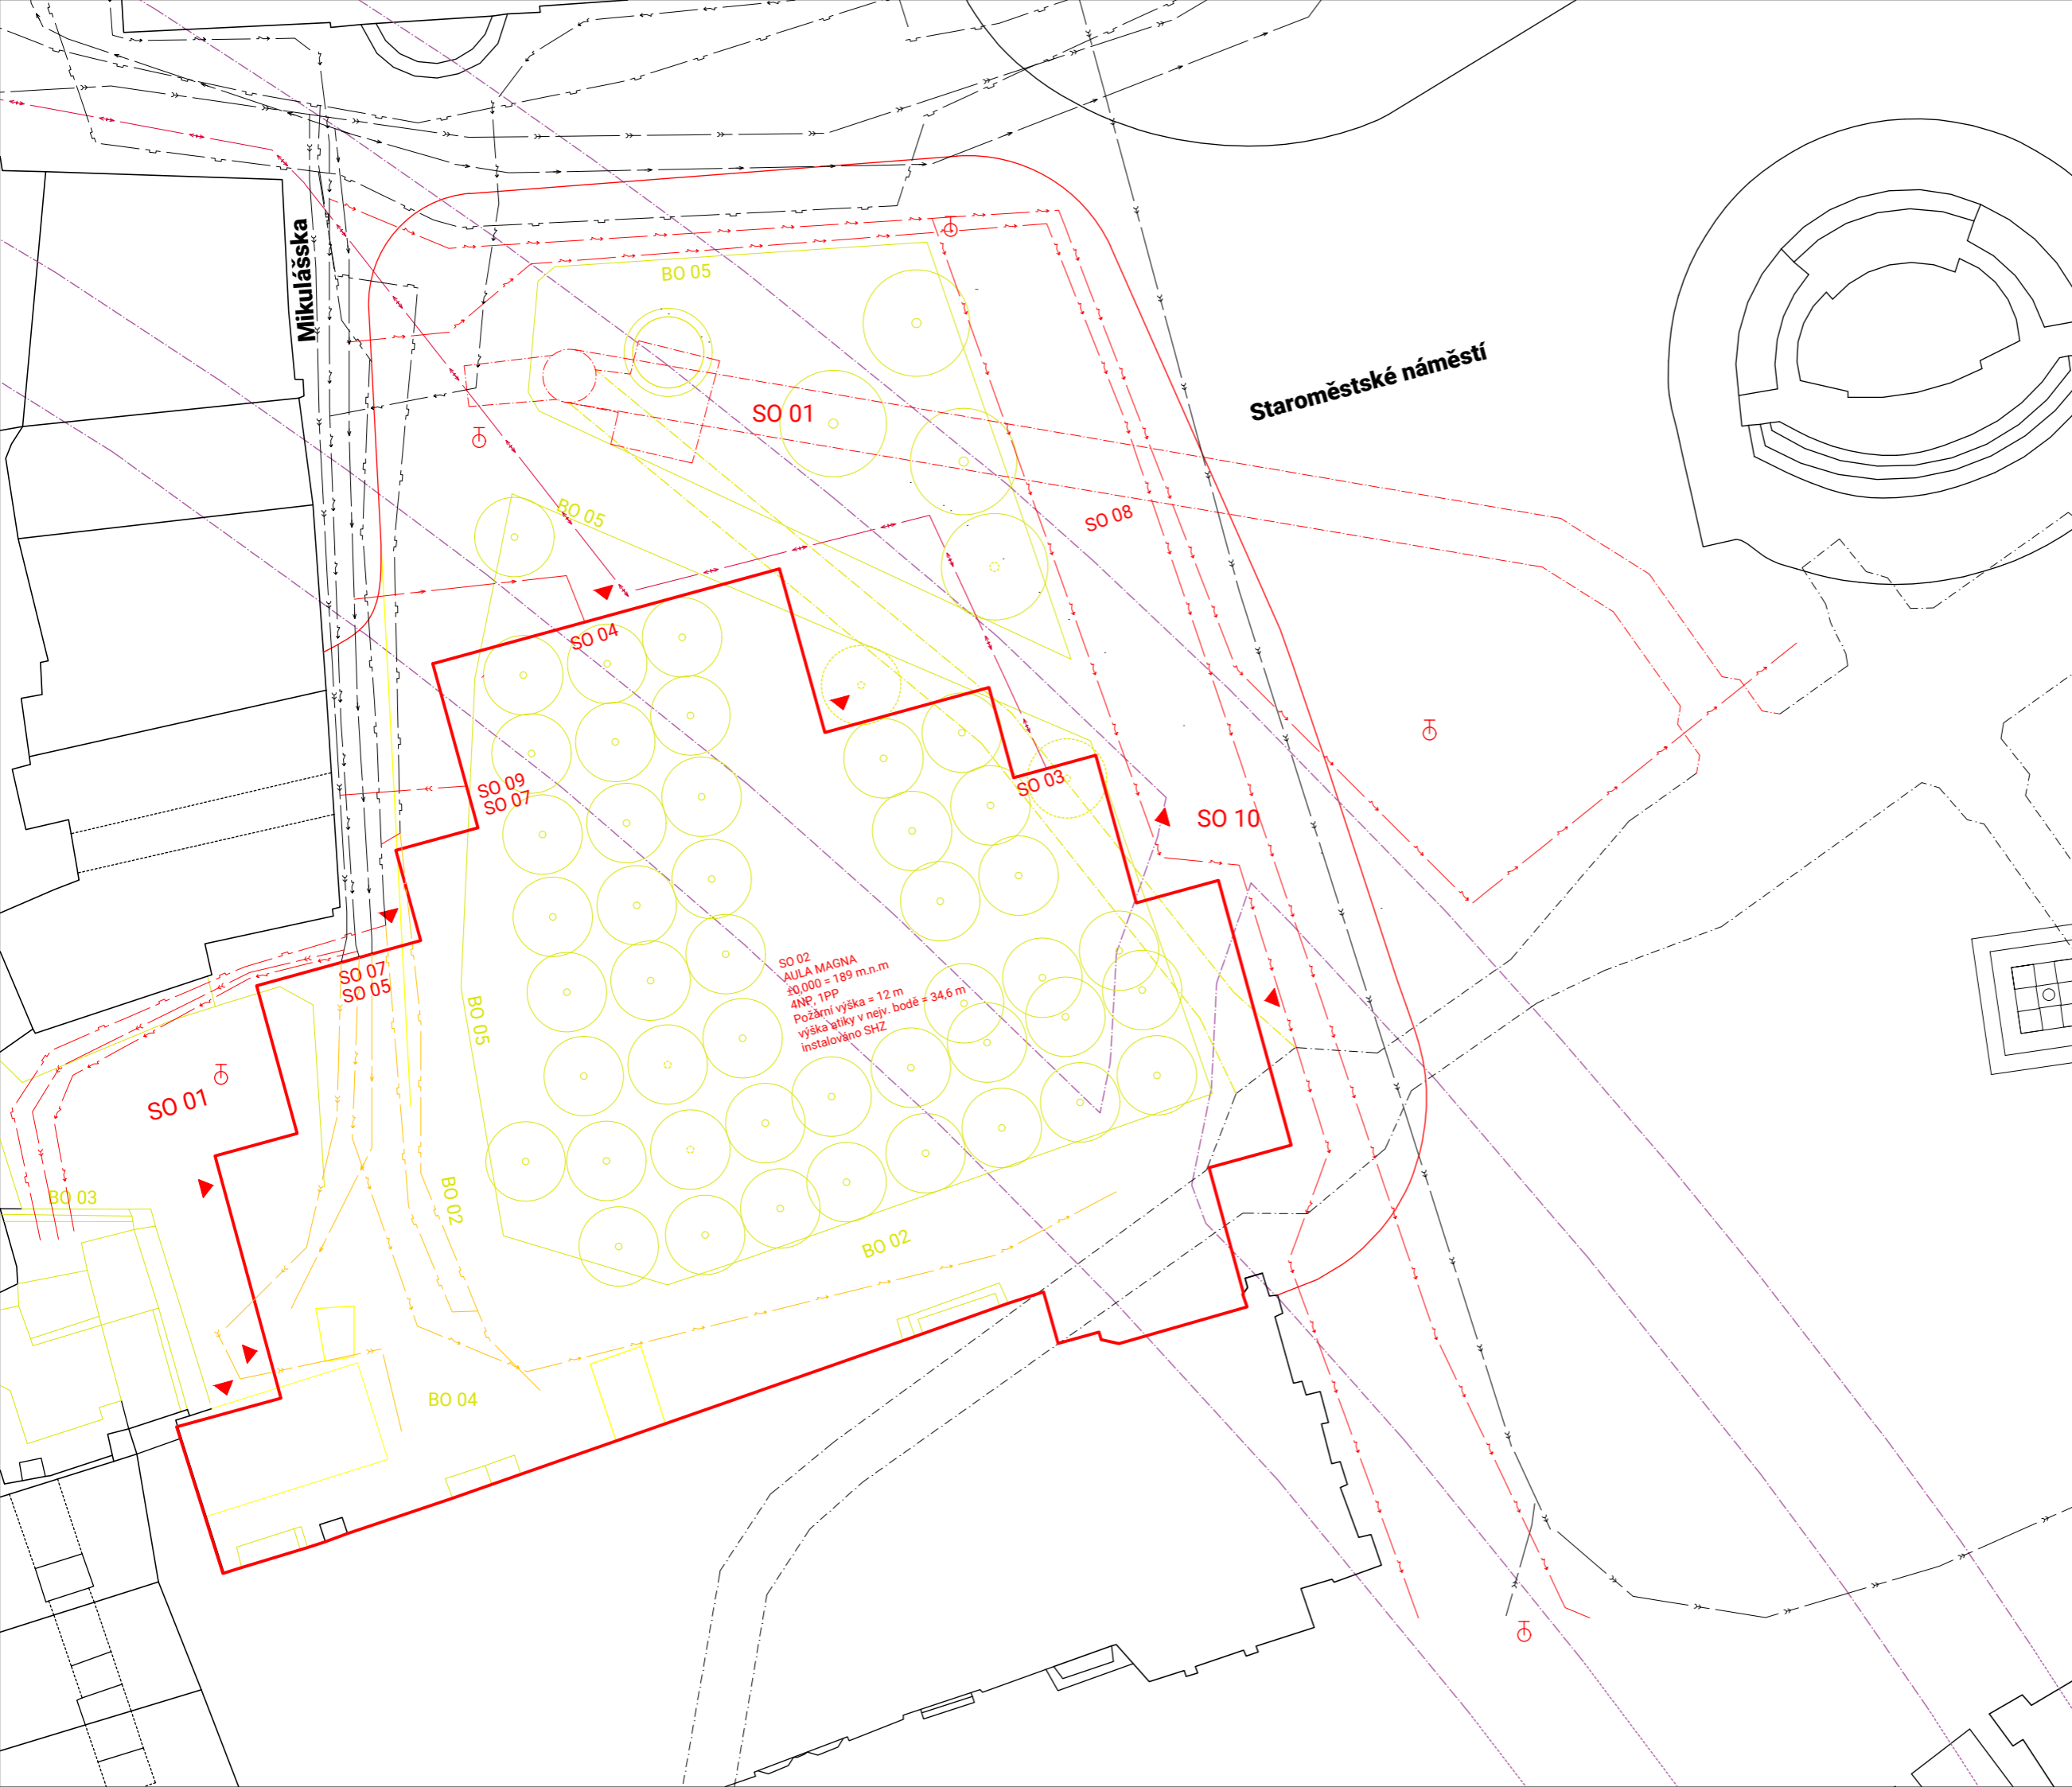 Mikulášska
BO 05
SO 01
Staroměstské náměstí
BO 05
SO 08
SO 04
SO 09
SO 07
SO 03
SO 10
SO 02
AULA MAGNA
±0,000 = 189 m.n.m
4NP, 1PP
Požární výška = 12 m
výška atiky v nejv. bodě = 34,6 m
instalováno SHZ
SO 07
SO 05
BO 05
SO 01
BO 03
BO 02
BO 02
BO 04